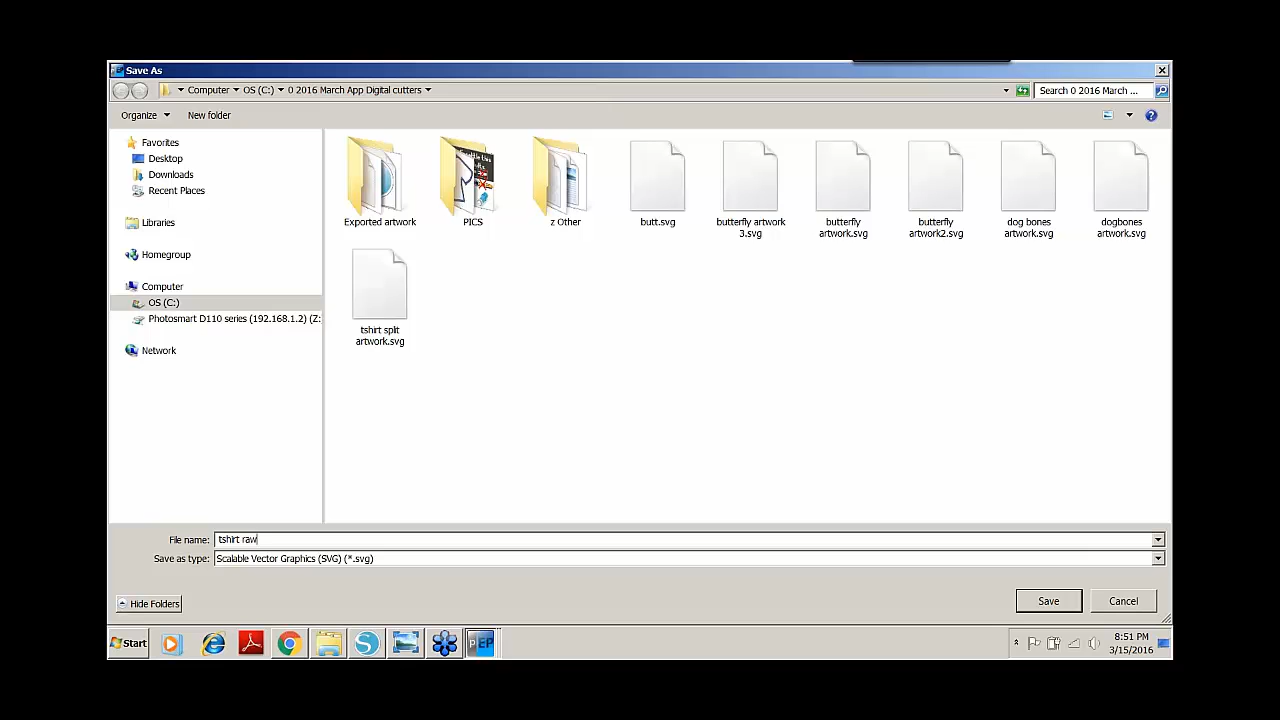 Save As
Computer OS (C:) 0 2016 March App Digital cutters
Search 0 2016 March ...
Organize New folder
Favorites
Desktop
Downloads
Recent Places
Libraries
Homegroup
Computer
OS (C:)
Photosmart D110 series (192.168.1.2) (Z:
Network
Exported artwork
PICS
z Other
butt.svg
butterfly artwork
3.svg
butterfly
artwork.svg
butterfly
artwork2.svg
dog bones
artwork.svg
dogbones
artwork.svg
tshirt split
artwork.svg
File name: tshirt raw
Save as type: Scalable Vector Graphics (SVG) (*.svg)
Hide Folders
Save Cancel
Start
EP
8:51 PM
3/15/2016